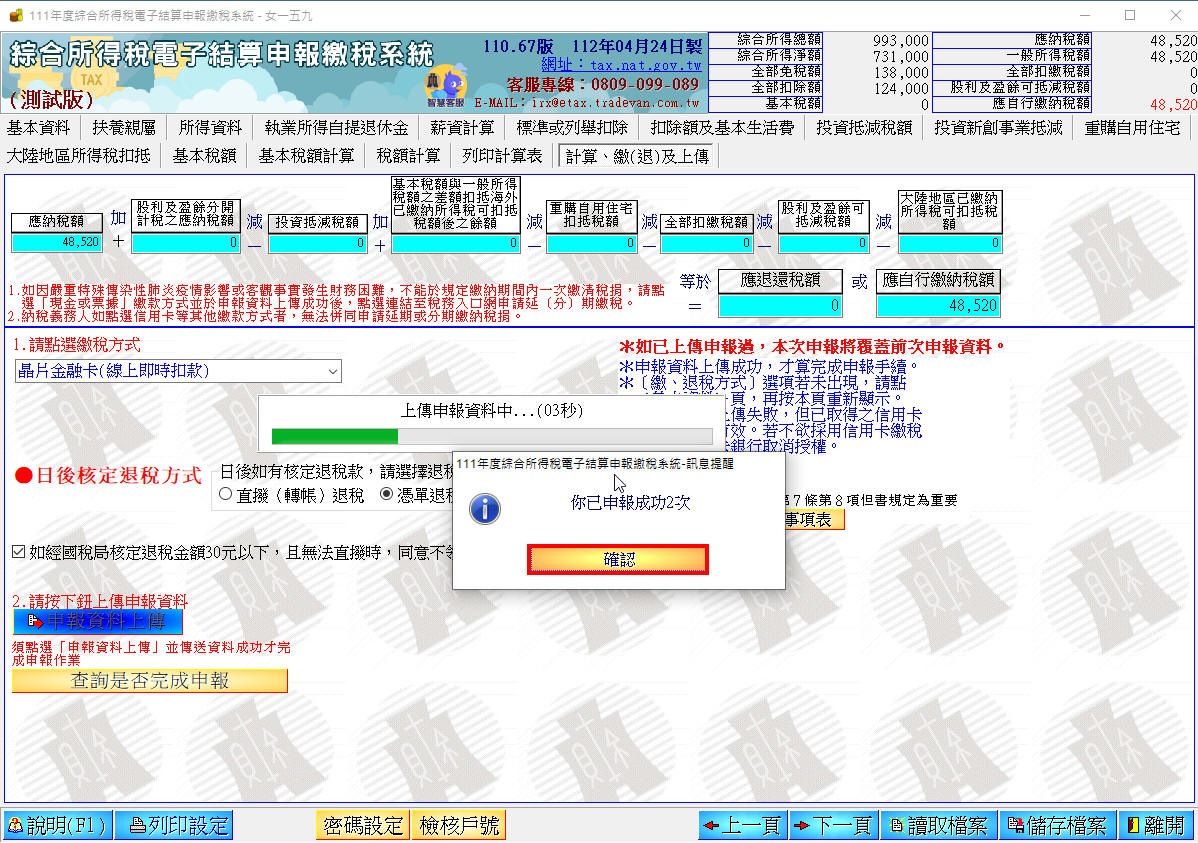 111年度綜合所得稅電子結算申報繳稅系統 - 女一五九
綜合所得稅電子結算申報繳稅系統
TAX
(測試版)
110.67版 112年04月24日製
網址：tax.nat.gov.tw
客服專線：0809-099-089
E-MAIL：irx@etax.tradevan.com.tw
智慧客服
綜合所得總額 993,000 應納稅額 48,520
綜合所得淨額 731,000 一般所得稅額 48,520
全部免稅額 138,000 全部扣繳稅額 0
全部扣除額 124,000 股利及盈餘可抵減稅額 0
基本稅額 0 應自行繳納稅額 48,520
基本資料 扶養親屬 所得資料 執業所得自提退休金 薪資計算 標準或列舉扣除 扣除額及基本生活費 投資抵減稅額 投資新創事業抵減 重購自用住宅
大陸地區所得稅扣抵 基本稅額 基本稅額計算 稅額計算 列印計算表 計算、繳(退)及上傳
應納稅額
48,520
加
＋
股利及盈餘分開
計稅之應納稅額
0
減
－
投資抵減稅額
0
加
＋
基本稅額與一般所得
稅額之差額扣抵海外
已繳納所得稅可扣抵
稅額後之餘額
0
減
－
重購自用住宅
扣抵稅額
0
減
－
全部扣繳稅額
0
減
－
股利及盈餘可
抵減稅額
0
減
－
大陸地區已繳納
所得稅可扣抵稅
額
0
1.如因嚴重特殊傳染性肺炎疫情影響或客觀事實發生財務困難，不能於規定繳納期間內一次繳清稅捐，請點
選「現金或票據」繳款方式並於申報資料上傳成功後，點選連結至稅務入口網申請延（分）期繳稅。
2.納稅義務人如點選信用卡等其他繳款方式者，無法併同申請延期或分期繳納稅捐。
等於
＝
應退還稅額
0
或
應自行繳納稅額
48,520
1.請點選繳稅方式
晶片金融卡(線上即時扣款)
＊如已上傳申報過，本次申報將覆蓋前次申報資料。
＊申報資料上傳成功，才算完成申報手續。
＊〔繳、退稅方式〕選項若未出現，請點
頁，再按本頁重新顯示。
傳失敗，但已取得之信用卡
效。若不欲採用信用卡繳稅
銀行取消授權。
上傳申報資料中...(03秒)
111年度綜合所得稅電子結算申報繳稅系統-訊息提醒
你已申報成功2次
確認
●日後核定退稅方式
日後如有核定退稅款，請選擇退稅
直撥（轉帳）退稅 憑單退稅
第7條第8項但書規定為重要
事項表
如經國稅局核定退稅金額30元以下，且無法直撥時，同意不
2.請按下鈕上傳申報資料
申報資料上傳
須點選「申報資料上傳」並傳送資料成功才完
成申報作業
查詢是否完成申報
說明(F1) 列印設定 密碼設定 檢核戶號 上一頁 下一頁 讀取檔案 儲存檔案 離開